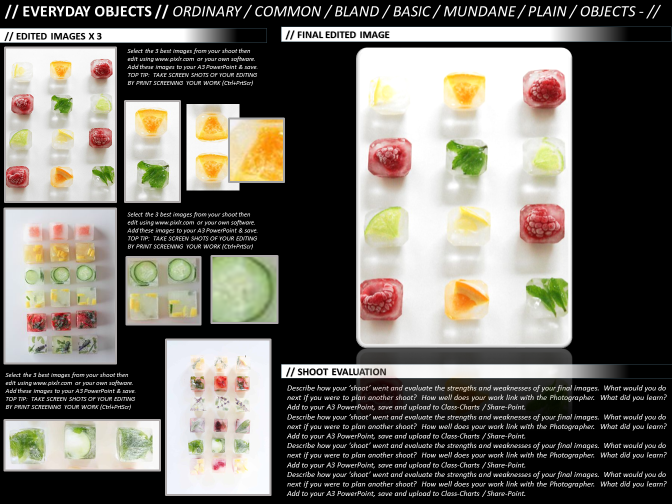 // EVERYDAY OBJECTS // ORDINARY / COMMON / BLAND / BASIC / MUNDANE / PLAIN / OBJECTS - //
// EDITED IMAGES X 3
Select the 3 best images from your shoot then
edit using www.pixlr.com or your own software.
Add these images to your A3 PowerPoint & save.
TOP TIP: TAKE SCREEN SHOTS OF YOUR EDITING
BY PRINT SCREENING YOUR WORK (Ctrl+PrtScr)
Select the 3 best images from your shoot then
edit using www.pixlr.com or your own software.
Add these images to your A3 PowerPoint & save.
TOP TIP: TAKE SCREEN SHOTS OF YOUR EDITING
BY PRINT SCREENING YOUR WORK (Ctrl+PrtScr)
Select the 3 best images from your shoot then
edit using www.pixlr.com or your own software.
Add these images to your A3 PowerPoint & save.
TOP TIP: TAKE SCREEN SHOTS OF YOUR EDITING
BY PRINT SCREENING YOUR WORK (Ctrl+PrtScr)
// FINAL EDITED IMAGE
// SHOOT EVALUATION
Describe how your 'shoot' went and evaluate the strengths and weaknesses of your final images. What would you do
next if you were to plan another shoot? How well does your work link with the Photographer. What did you learn?
Add to your A3 PowerPoint, save and upload to Class-Charts / Share-Point.
Describe how your 'shoot' went and evaluate the strengths and weaknesses of your final images. What would you do
next if you were to plan another shoot? How well does your work link with the Photographer. What did you learn?
Add to your A3 PowerPoint, save and upload to Class-Charts / Share-Point.
Describe how your 'shoot' went and evaluate the strengths and weaknesses of your final images. What would you do
next if you were to plan another shoot? How well does your work link with the Photographer. What did you learn?
Add to your A3 PowerPoint, save and upload to Class-Charts / Share-Point.
Describe how your 'shoot' went and evaluate the strengths and weaknesses of your final images. What would you do
next if you were to plan another shoot? How well does your work link with the Photographer. What did you learn?
Add to your A3 PowerPoint, save and upload to Class-Charts / Share-Point.